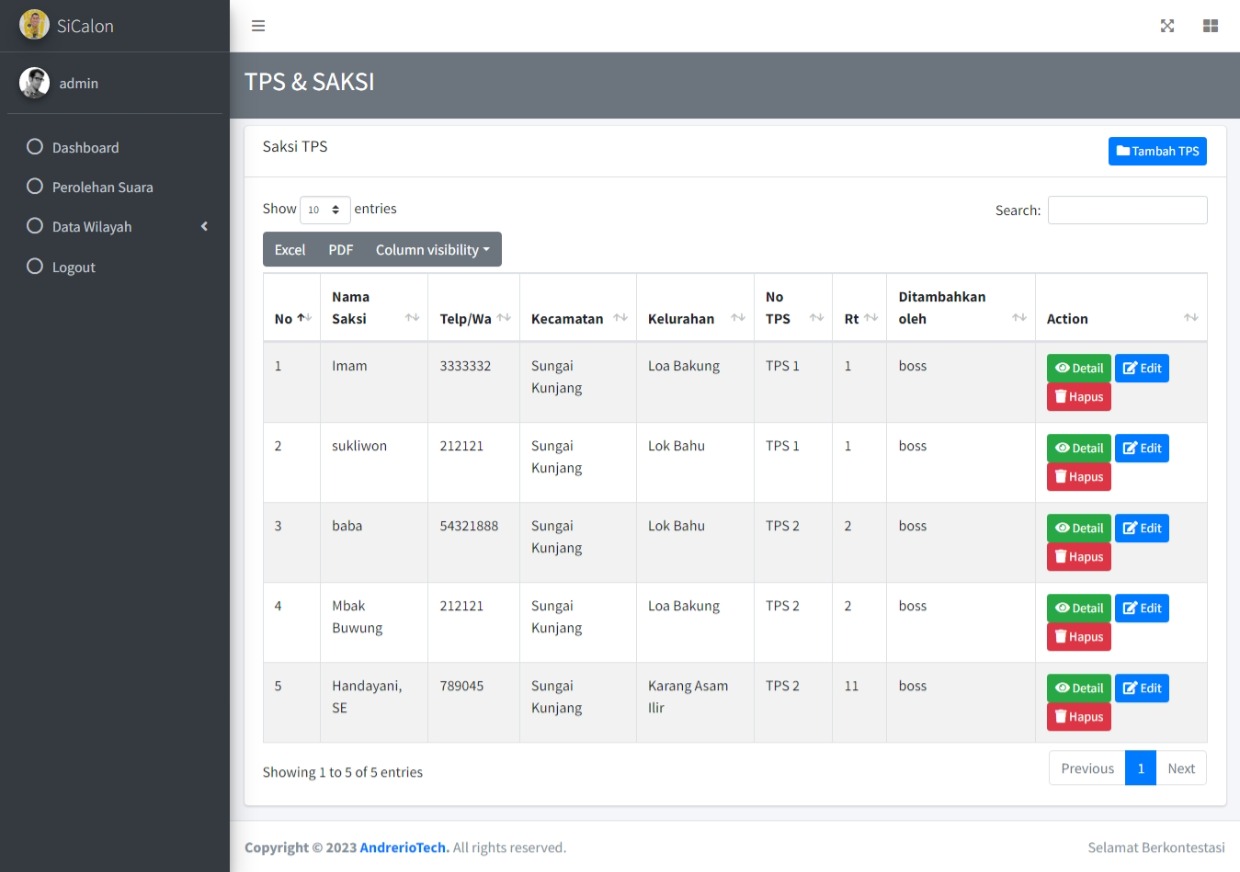 SiCalon
admin
Dashboard
Perolehan Suara
Data Wilayah
Logout
TPS & SAKSI
Saksi TPS
Tambah TPS
Show 10 entries
Search:
Excel PDF Column visibility
No Nama Saksi Telp/Wa Kecamatan Kelurahan No TPS Rt Ditambahkan oleh Action
1 Imam 3333332 Sungai Kunjang Loa Bakung TPS 1 1 boss Detail Edit Hapus
2 sukliwon 212121 Sungai Kunjang Lok Bahu TPS 1 1 boss Detail Edit Hapus
3 baba 54321888 Sungai Kunjang Lok Bahu TPS 2 2 boss Detail Edit Hapus
4 Mbak Buwung 212121 Sungai Kunjang Loa Bakung TPS 2 2 boss Detail Edit Hapus
5 Handayani, SE 789045 Sungai Kunjang Karang Asam Ilir TPS 2 11 boss Detail Edit Hapus
Showing 1 to 5 of 5 entries
Previous 1 Next
Copyright © 2023 AndrerioTech. All rights reserved.
Selamat Berkontestasi